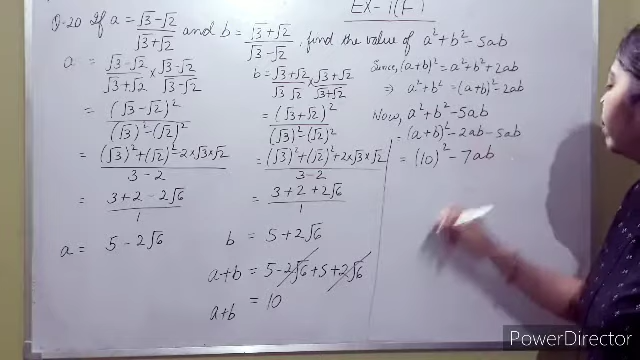 Ex-1(F)
Q-20 If a = (√3-√2)/(√3+√2) and b = (√3+√2)/(√3-√2), find the value of a²+b²-5ab
a = (√3-√2)/(√3+√2) × (√3-√2)/(√3-√2)
= (√3-√2)²/((√3)²-(√2)²)
= ((√3)²+(√2)²-2×√3×√2)/(3-2)
= (3+2-2√6)/1
a = 5-2√6
b = (√3+√2)/(√3 √2) × (√3+√2)/(√3+√2)
= (√3+√2)²/((√3)²(√2)²)
= ((√3)²+(√2)²+2×√3×√2)/(3-2)
= (3+2+2√6)/1
b = 5+2√6
a+b = 5-2√6+5+2√6
a+b = 10
Since, (a+b)² = a²+b²+2ab
⇒ a²+b² = (a+b)²-2ab
Now, a²+b²-5ab
= (a+b)²-2ab-5ab
= (10)²-7ab
PowerDirector